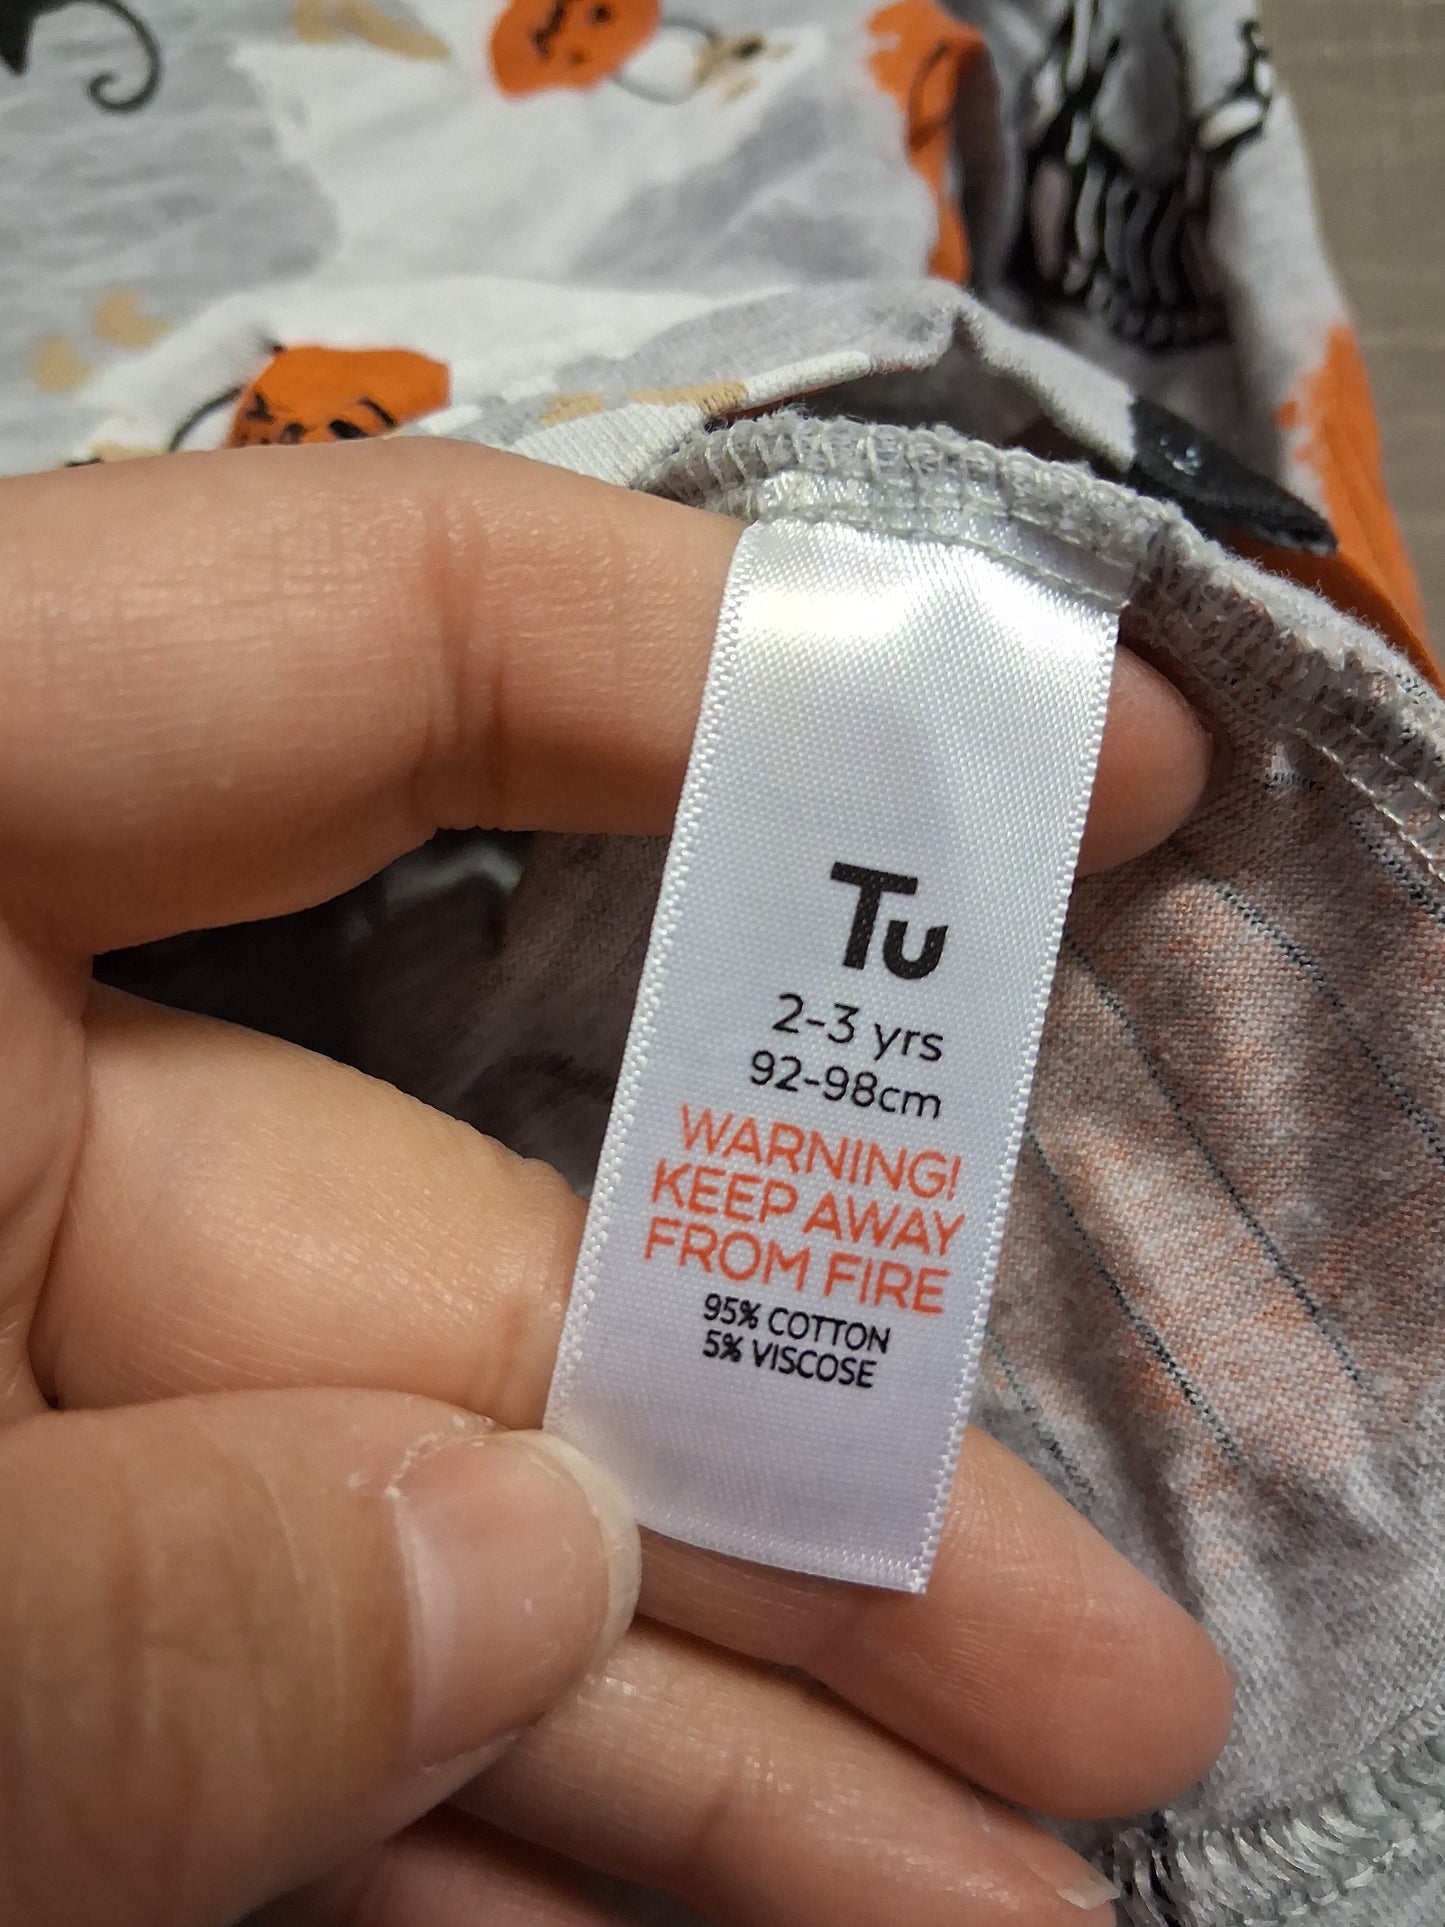 Tu
2-3 yrs
92-98cm
WARNING!
KEEP AWAY
FROM FIRE
95% COTTON
5% VISCOSE